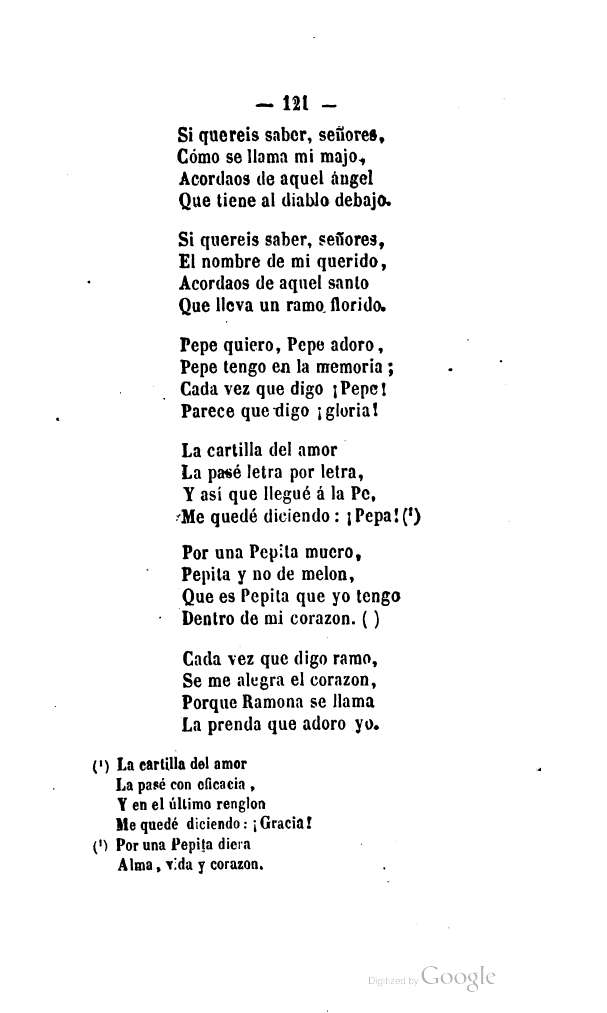 — 121 —
Si quereis saber, señores,
Cómo se llama mi majo,
Acordaos de aquel ángel
Que tiene al diablo debajo.
Si quereis saber, señores,
El nombre de mi querido,
Acordaos de aquel santo
Que lleva un ramo florido.
Pepe quiero, Pepe adoro,
Pepe tengo en la memoria;
Cada vez que digo ¡Pepe!
Parece que digo ¡gloria!
La cartilla del amor
La pasé letra por letra,
Y así que llegué á la Pe,
Me quedé diciendo: ¡Pepa! (¹)
Por una Pepita muero,
Pepita y no de melon,
Que es Pepita que yo tengo
Dentro de mi corazon. ( )
Cada vez que digo ramo,
Se me alegra el corazon,
Porque Ramona se llama
La prenda que adoro yo.
(¹) La cartilla del amor
La pasé con eficacia,
Y en el último renglon
Me quedé diciendo: ¡Gracia!
(¹) Por una Pepita diera
Alma, vida y corazon.
Digitized by Google